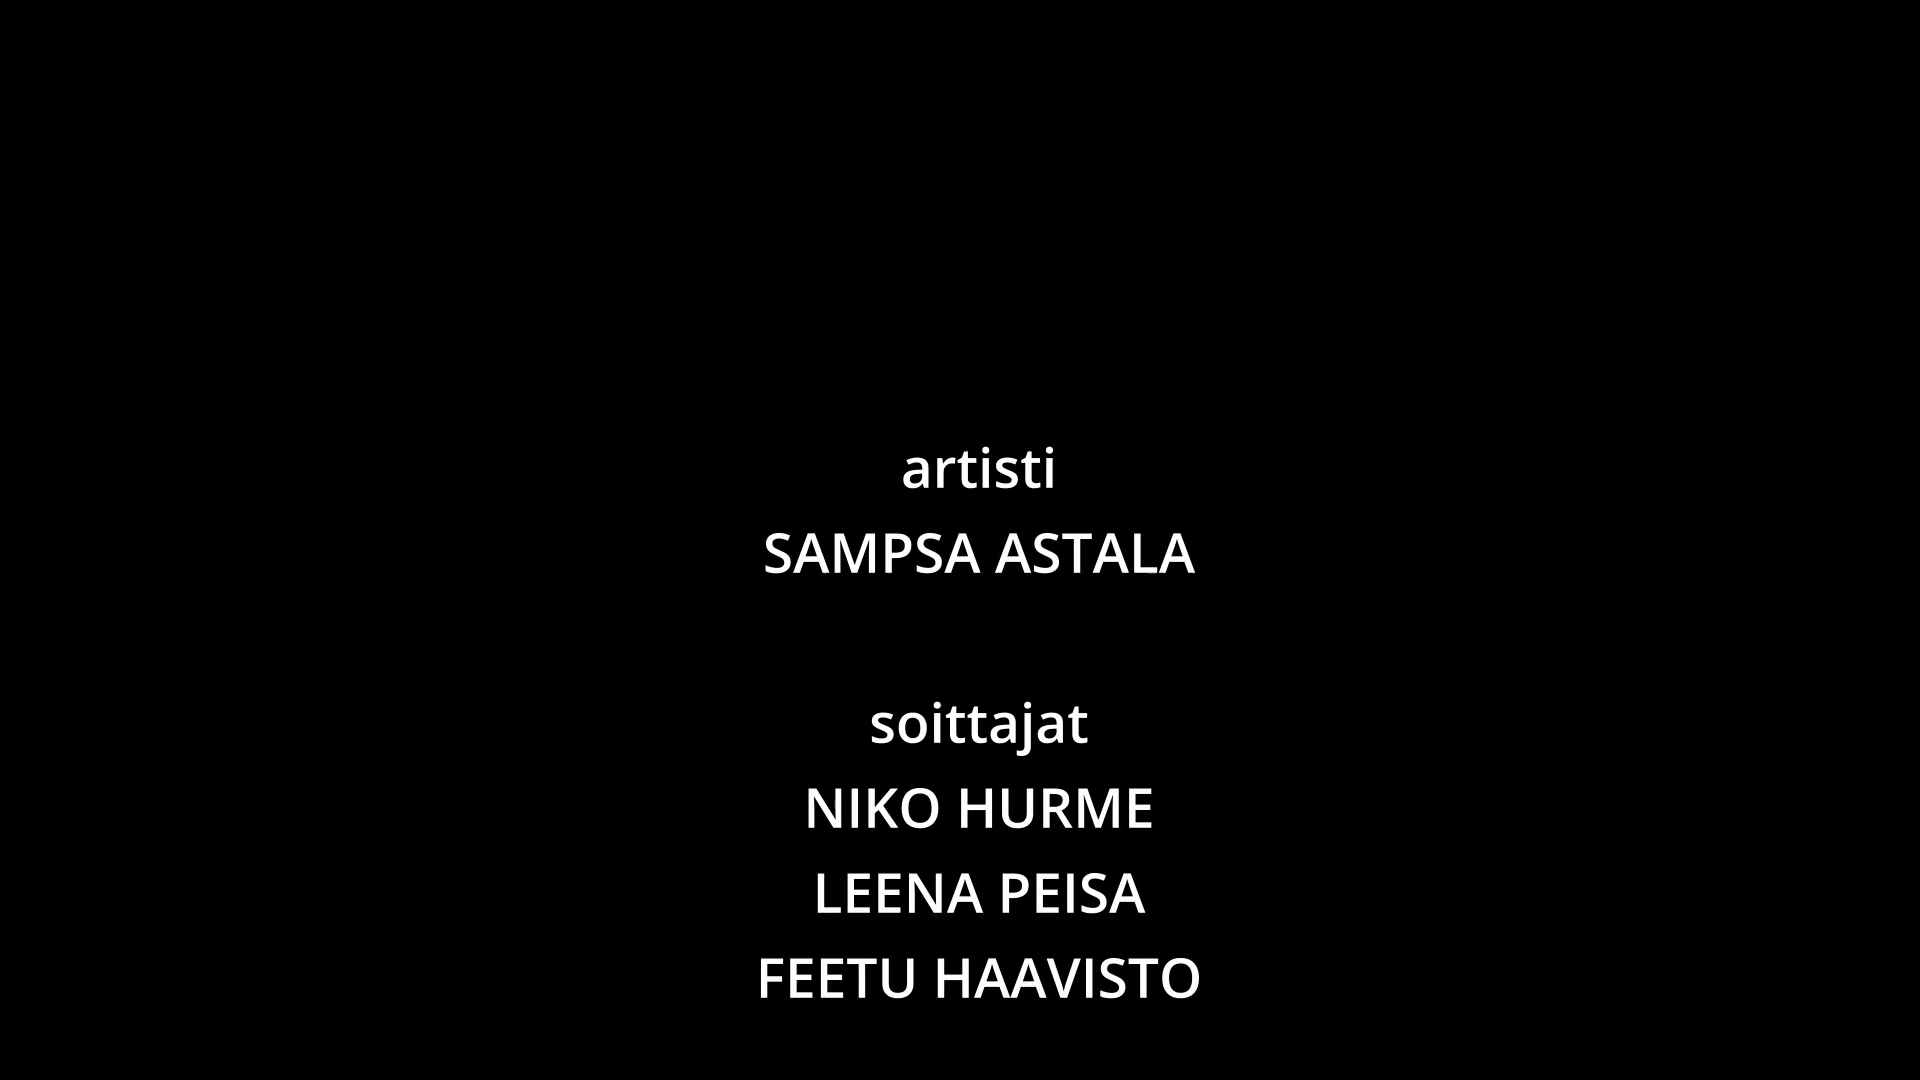 artisti
SAMPSA ASTALA
soittajat
NIKO HURME
LEENA PEISA
FEETU HAAVISTO